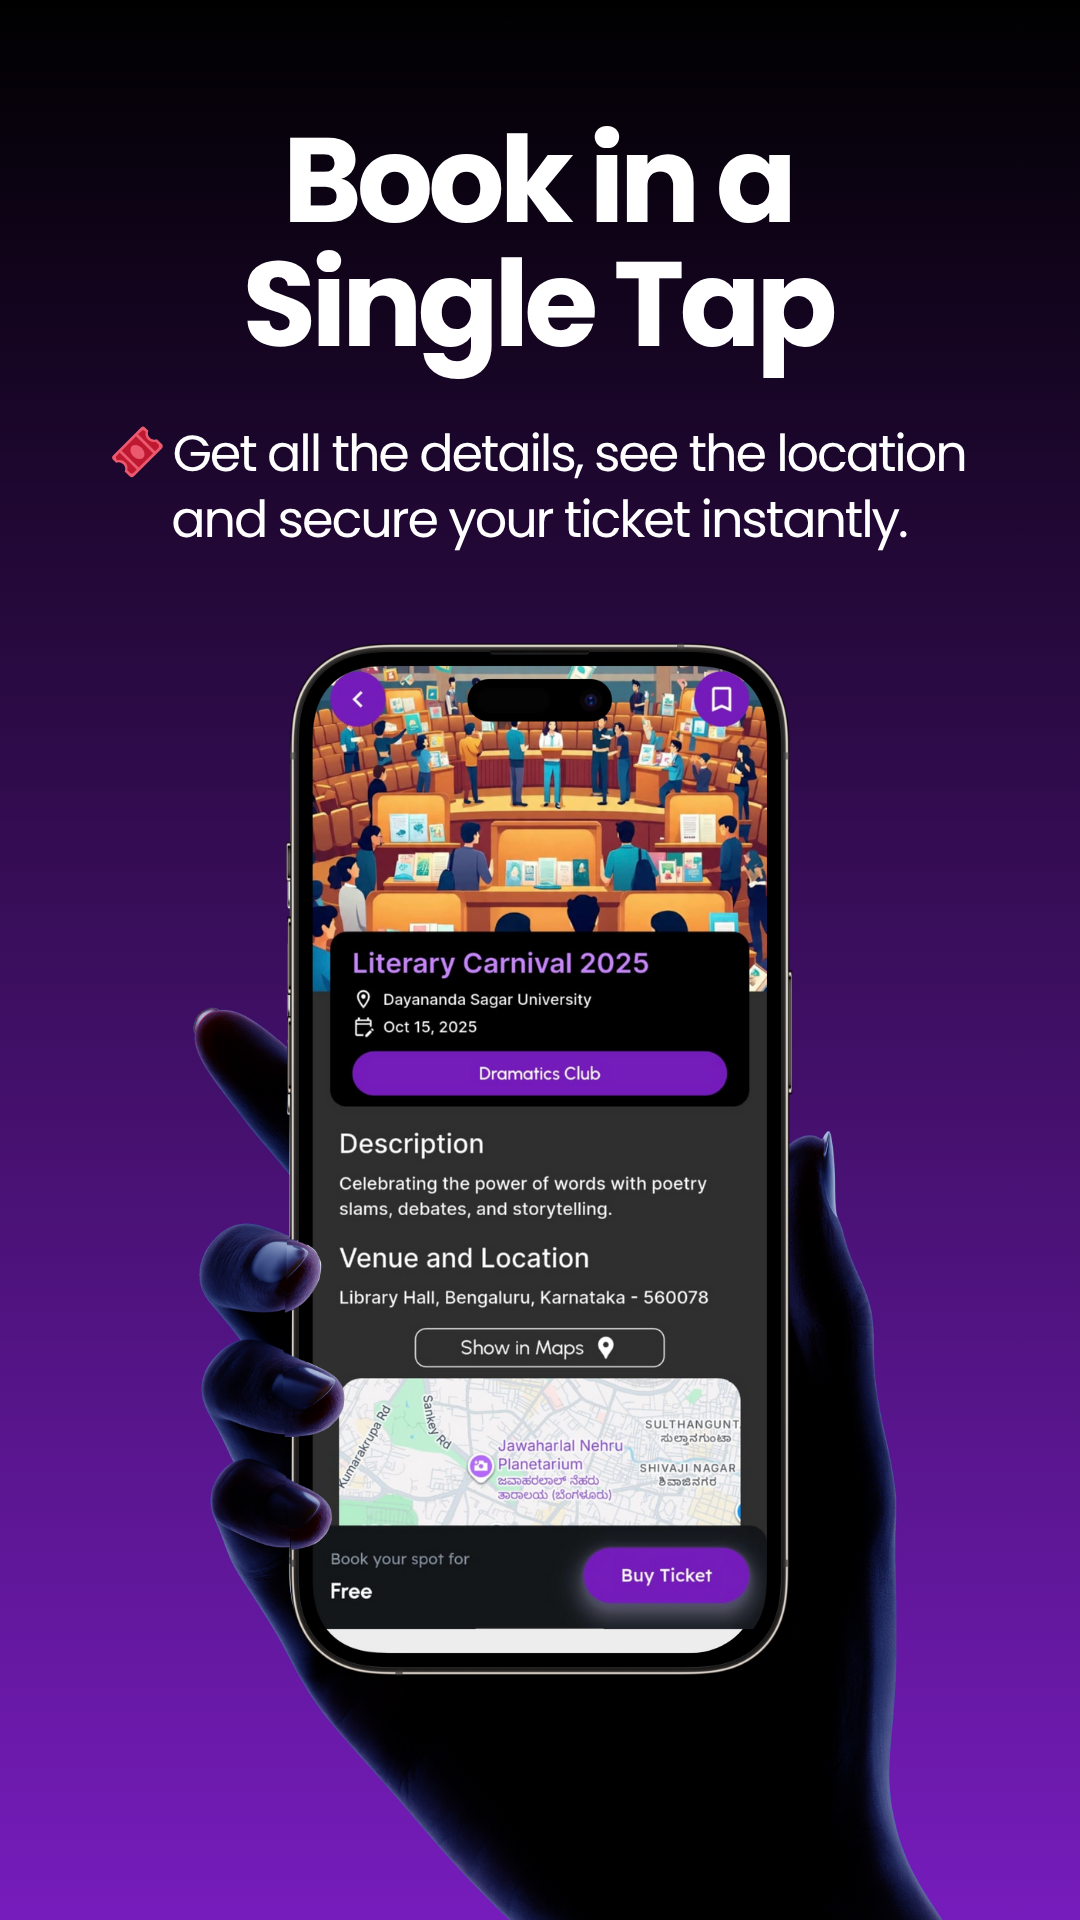 Book in a
Single Tap
Get all the details, see the location
and secure your ticket instantly.
Literary Carnival 2025
Dayananda Sagar University
Oct 15, 2025
Dramatics Club
Description
Celebrating the power of words with poetry
slams, debates, and storytelling.
Venue and Location
Library Hall, Bengaluru, Karnataka - 560078
Show in Maps
Kumarakrupa Rd
Sankey Rd
Jawaharlal Nehru
Planetarium
ಜವಾಹರಲಾಲ್ ನೆಹರು
ತಾರಾಲಯ (ಬೆಂಗಳೂರು)
SULTHANGUNT
ಸುಲ್ತಾನಗುಂಟಾ
SHIVAJI NAGAR
ಶಿವಾಜಿನಗರ
Book your spot for
Free
Buy Ticket